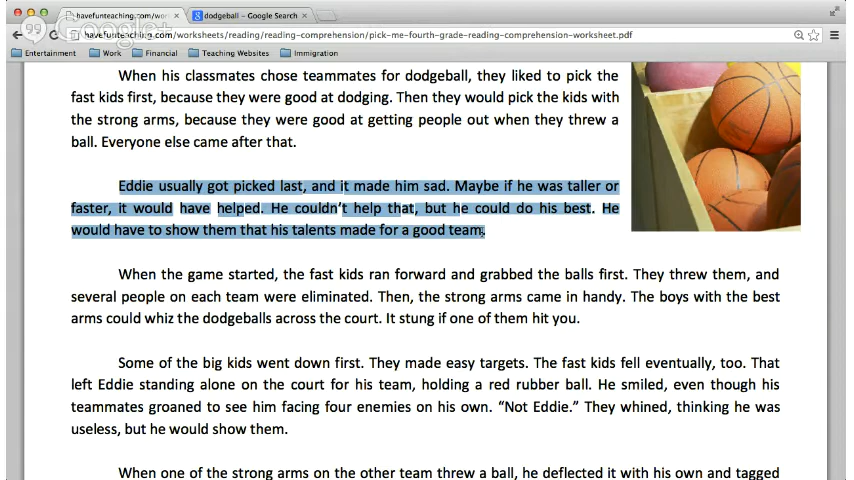 havefunteaching.com/wor
dodgeball - Google Search
Google+
havefunteaching.com/worksheets/reading/reading-comprehension/pick-me-fourth-grade-reading-comprehension-worksheet.pdf
Entertainment Work Financial Teaching Websites Immigration
When his classmates chose teammates for dodgeball, they liked to pick the
fast kids first, because they were good at dodging. Then they would pick the kids with
the strong arms, because they were good at getting people out when they threw a
ball. Everyone else came after that.
Eddie usually got picked last, and it made him sad. Maybe if he was taller or
faster, it would have helped. He couldn't help that, but he could do his best. He
would have to show them that his talents made for a good team.
When the game started, the fast kids ran forward and grabbed the balls first. They threw them, and
several people on each team were eliminated. Then, the strong arms came in handy. The boys with the best
arms could whiz the dodgeballs across the court. It stung if one of them hit you.
Some of the big kids went down first. They made easy targets. The fast kids fell eventually, too. That
left Eddie standing alone on the court for his team, holding a red rubber ball. He smiled, even though his
teammates groaned to see him facing four enemies on his own. “Not Eddie.” They whined, thinking he was
useless, but he would show them.
When one of the strong arms on the other team threw a ball, he deflected it with his own and tagged